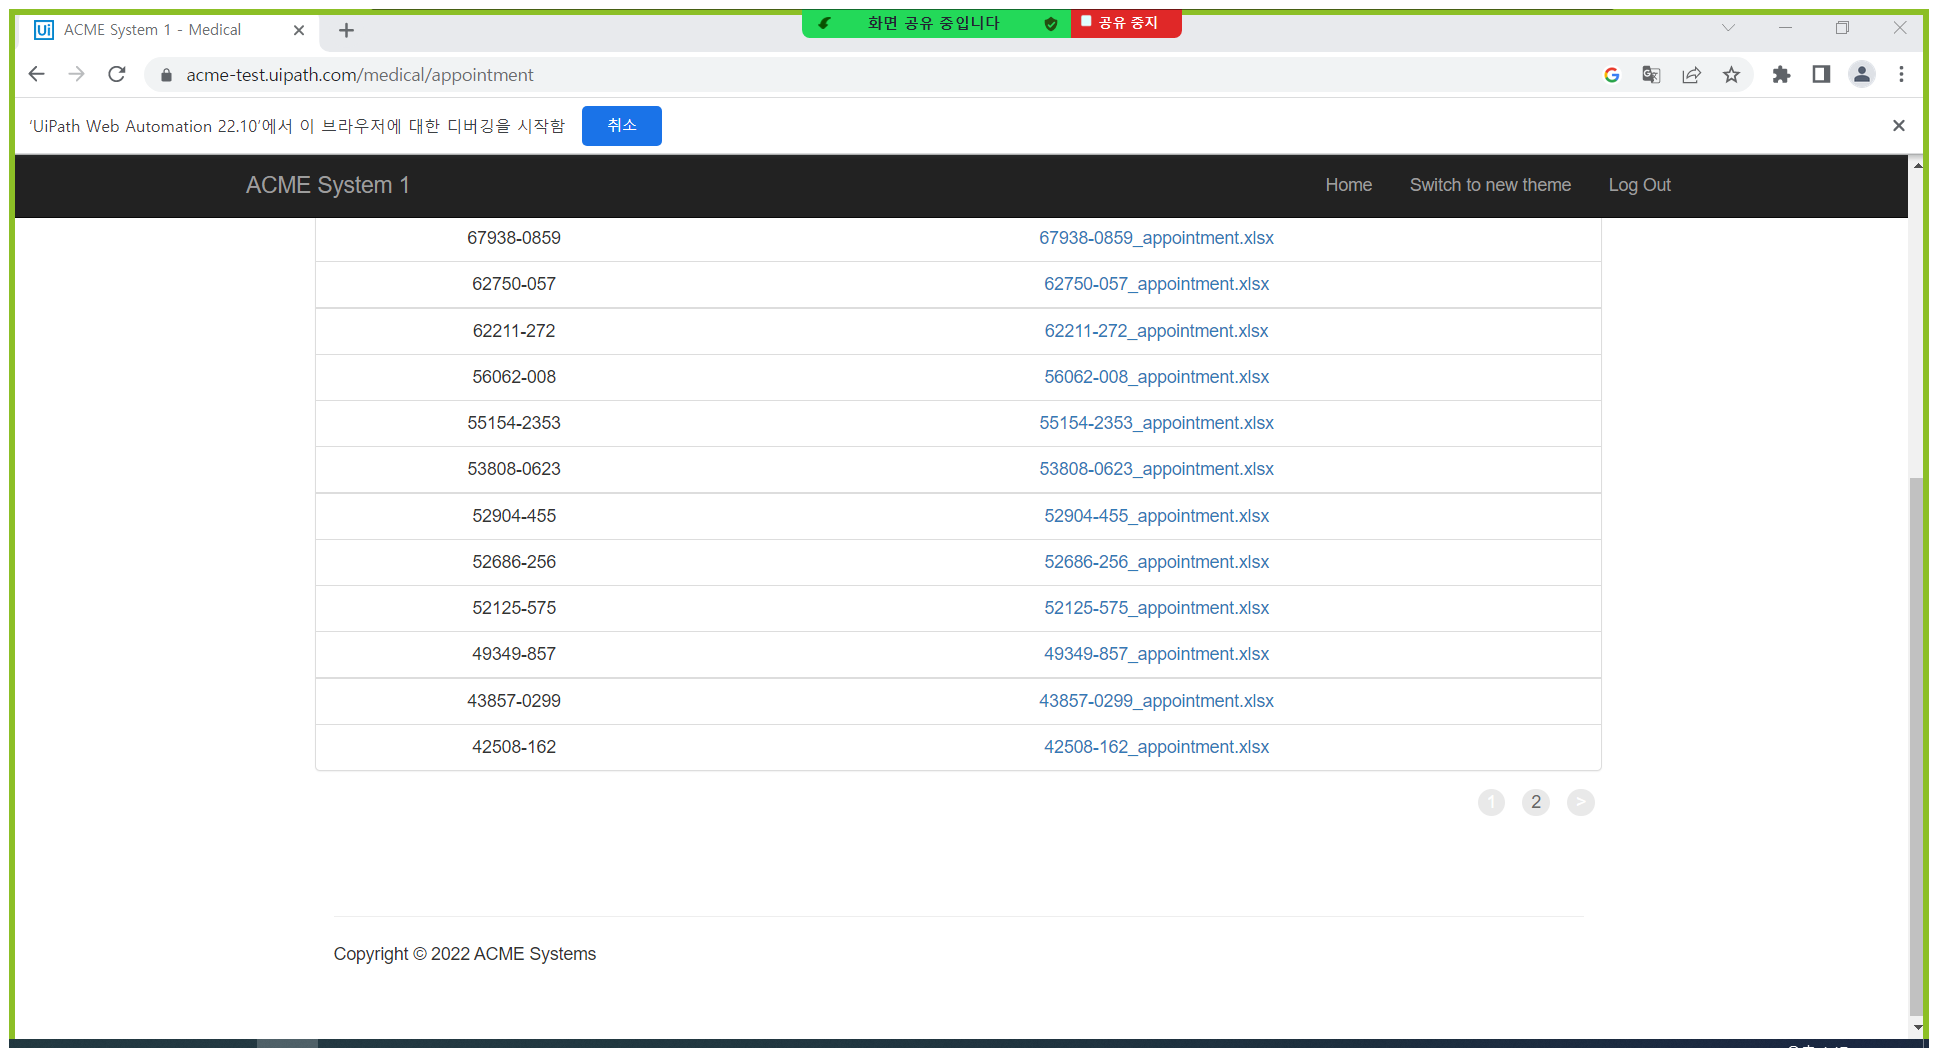 ACME System 1 - Medical
화면 공유 중입니다
공유 중지
acme-test.uipath.com/medical/appointment
'UiPath Web Automation 22.10'에서 이 브라우저에 대한 디버깅을 시작함 취소
ACME System 1 Home Switch to new theme Log Out
67938-0859 67938-0859_appointment.xlsx
62750-057 62750-057_appointment.xlsx
62211-272 62211-272_appointment.xlsx
56062-008 56062-008_appointment.xlsx
55154-2353 55154-2353_appointment.xlsx
53808-0623 53808-0623_appointment.xlsx
52904-455 52904-455_appointment.xlsx
52686-256 52686-256_appointment.xlsx
52125-575 52125-575_appointment.xlsx
49349-857 49349-857_appointment.xlsx
43857-0299 43857-0299_appointment.xlsx
42508-162 42508-162_appointment.xlsx
1 2 >
Copyright © 2022 ACME Systems